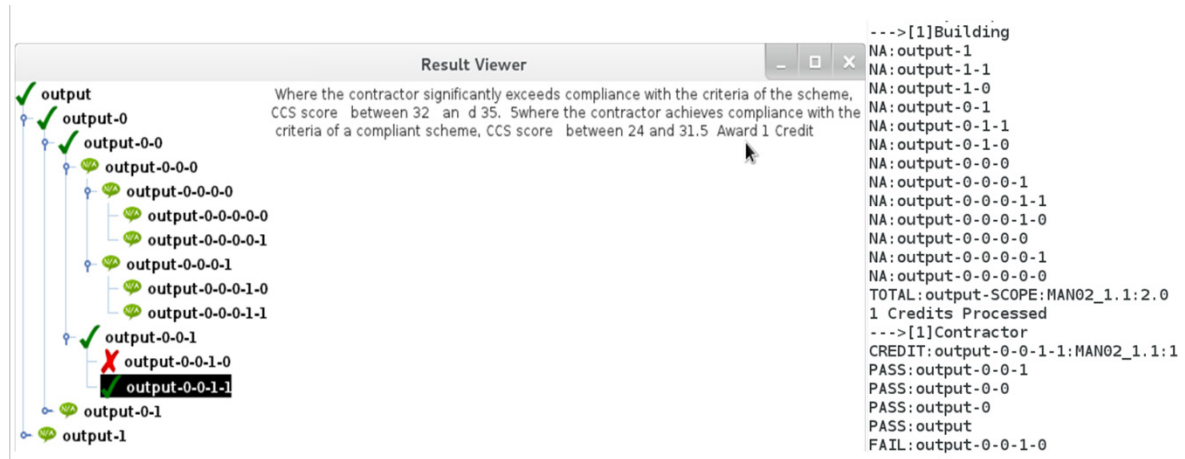 Result Viewer
output
output-0
output-0-0
output-0-0-0
output-0-0-0-0
output-0-0-0-0-0
output-0-0-0-0-1
output-0-0-0-1
output-0-0-0-1-0
output-0-0-0-1-1
output-0-0-1
output-0-0-1-0
output-0-0-1-1
output-0-1
output-1
Where the contractor significantly exceeds compliance with the criteria of the scheme,
CCS score between 32 an d 35. 5where the contractor achieves compliance with the
criteria of a compliant scheme, CCS score between 24 and 31.5 Award 1 Credit
--->[1]Building
NA:output-1
NA:output-1-1
NA:output-1-0
NA:output-0-1
NA:output-0-1-1
NA:output-0-1-0
NA:output-0-0-0
NA:output-0-0-0-1
NA:output-0-0-0-1-1
NA:output-0-0-0-1-0
NA:output-0-0-0-0
NA:output-0-0-0-0-1
NA:output-0-0-0-0-0
TOTAL:output-SCOPE:MAN02_1.1:2.0
1 Credits Processed
--->[1]Contractor
CREDIT:output-0-0-1-1:MAN02_1.1:1
PASS:output-0-0-1
PASS:output-0-0
PASS:output-0
PASS:output
FAIL:output-0-0-1-0